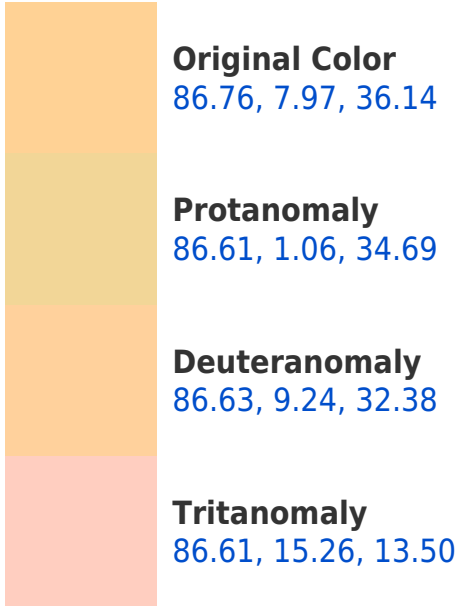 Original Color
86.76, 7.97, 36.14
Protanomaly
86.61, 1.06, 34.69
Deuteranomaly
86.63, 9.24, 32.38
Tritanomaly
86.61, 15.26, 13.50